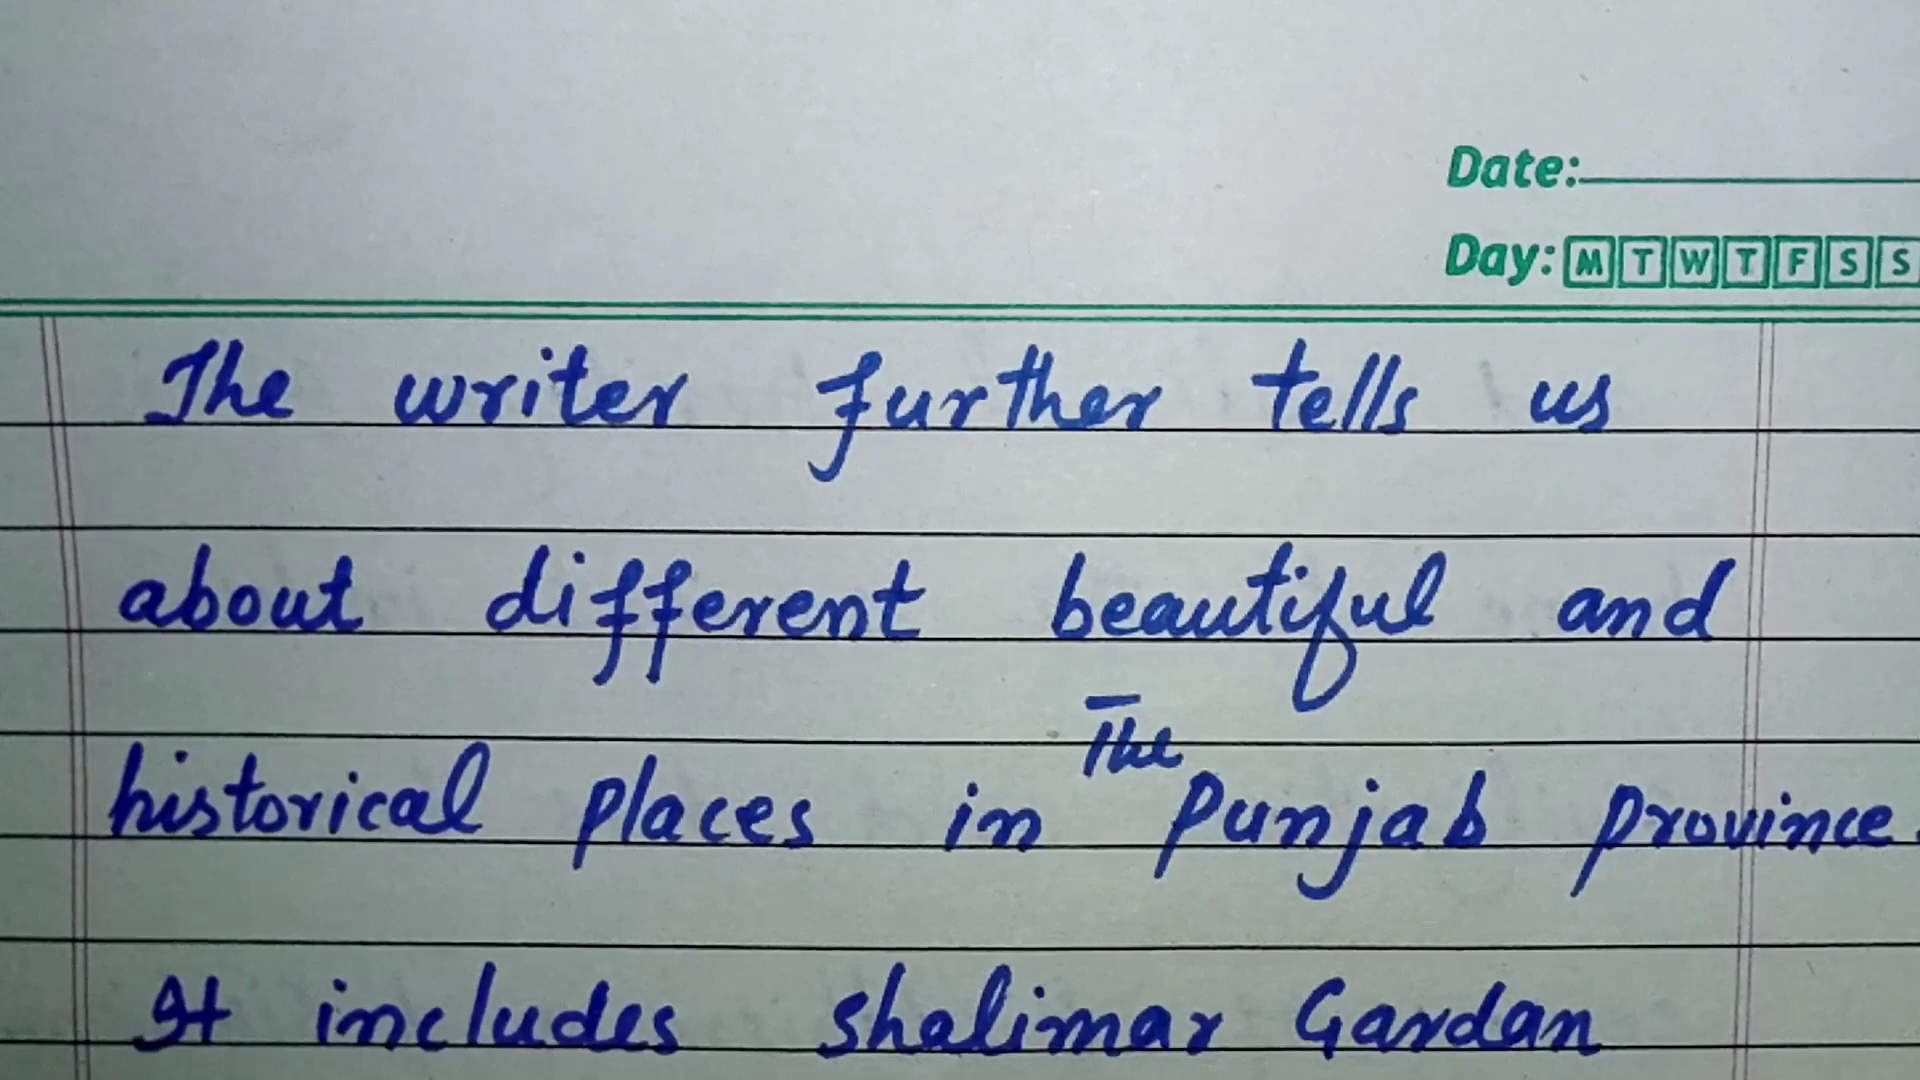 Date:
Day: M T W T F S S
The writer further tells us
about different beautiful and
historical places in The Punjab province.
It includes Shalimar Gardan